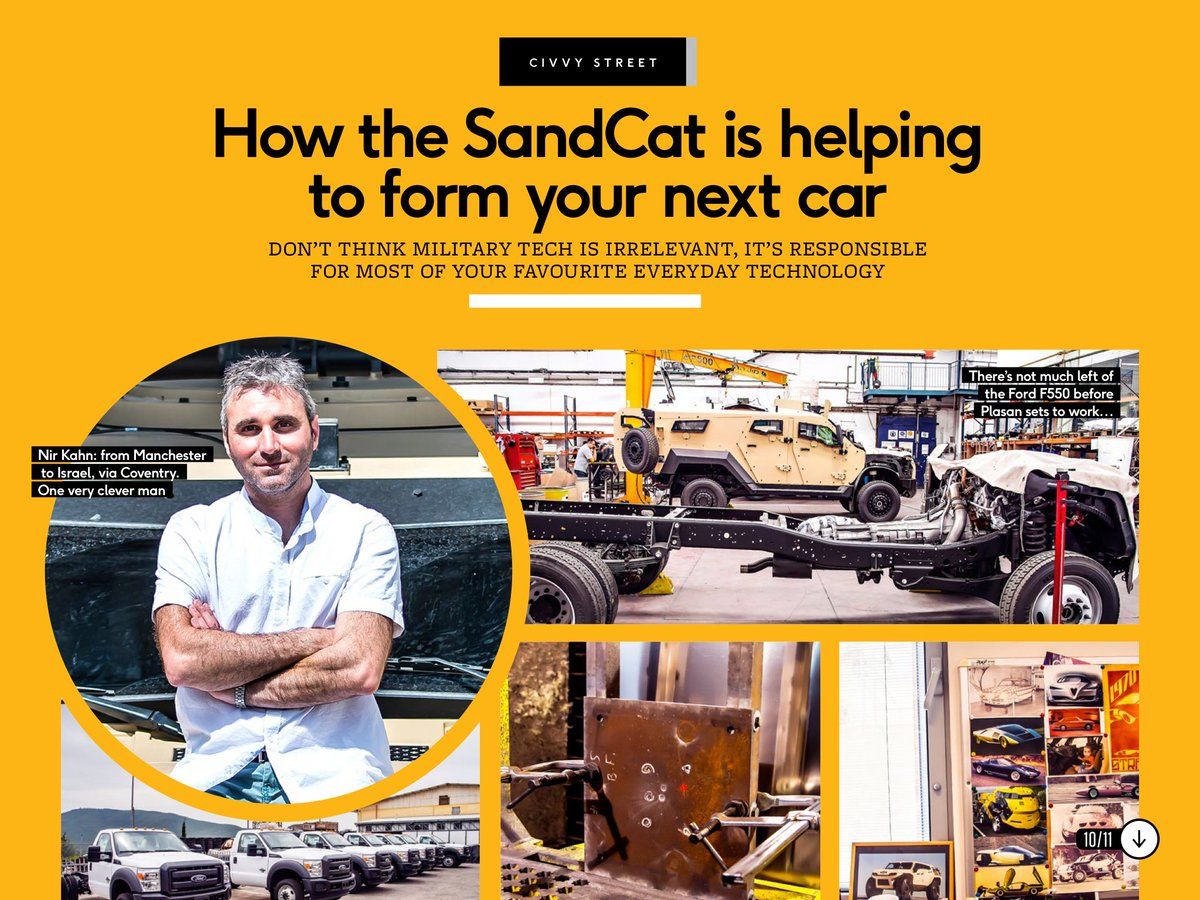 CIVVY STREET
How the SandCat is helping
to form your next car
DON'T THINK MILITARY TECH IS IRRELEVANT, IT'S RESPONSIBLE
FOR MOST OF YOUR FAVOURITE EVERYDAY TECHNOLOGY
There's not much left of
the Ford F550 before
Plasan sets to work...
Nir Kahn: from Manchester
to Israel, via Coventry.
One very clever man
10/11